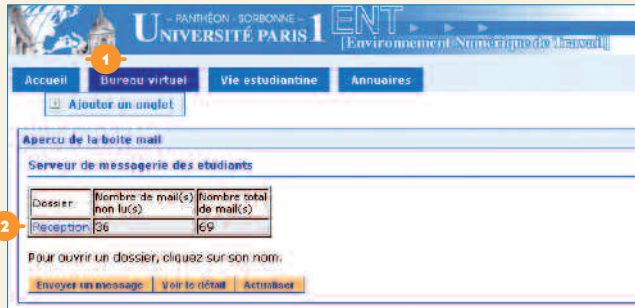 – PANTHÉON - SORBONNE –
UNIVERSITÉ PARIS 1
ENT
[Environnement Numérique de Travail]
1
Accueil Bureau virtuel Vie estudiantine Annuaires
Ajouter un onglet
Apercu de la boite mail
Serveur de messagerie des etudiants
Dossier Nombre de mail(s) non lu(s) Nombre total de mail(s)
2
Reception 36 69
Pour ouvrir un dossier, cliquez sur son nom.
Envoyer un message Voir le détail Actualiser